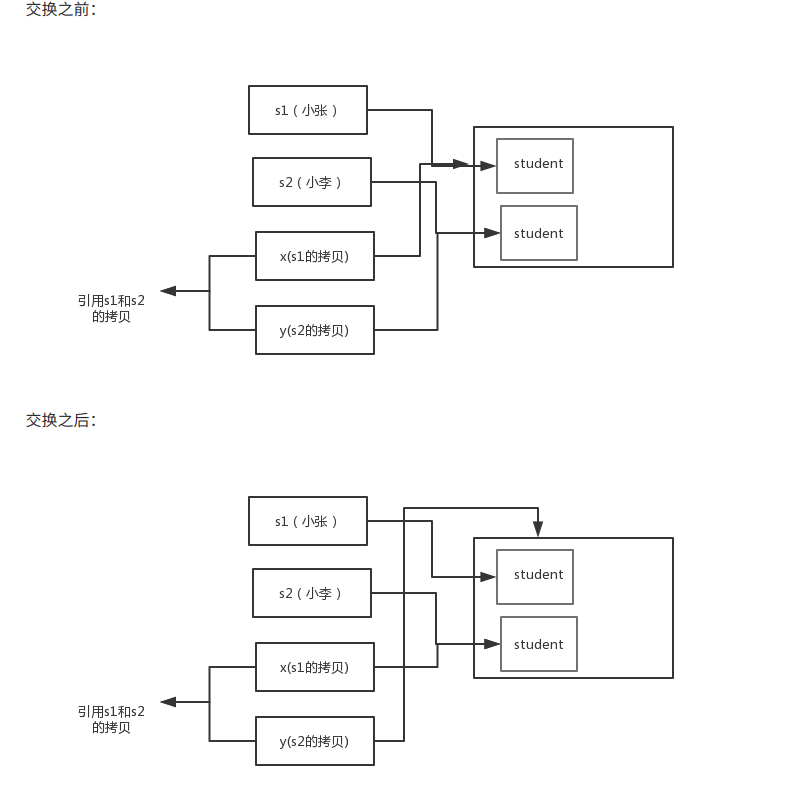 交换之前：
s1（小张）
student
s2（小李）
student
x(s1的拷贝)
引用s1和s2
的拷贝
y(s2的拷贝)
交换之后：
s1（小张）
student
s2（小李）
student
x(s1的拷贝)
引用s1和s2
的拷贝
y(s2的拷贝)